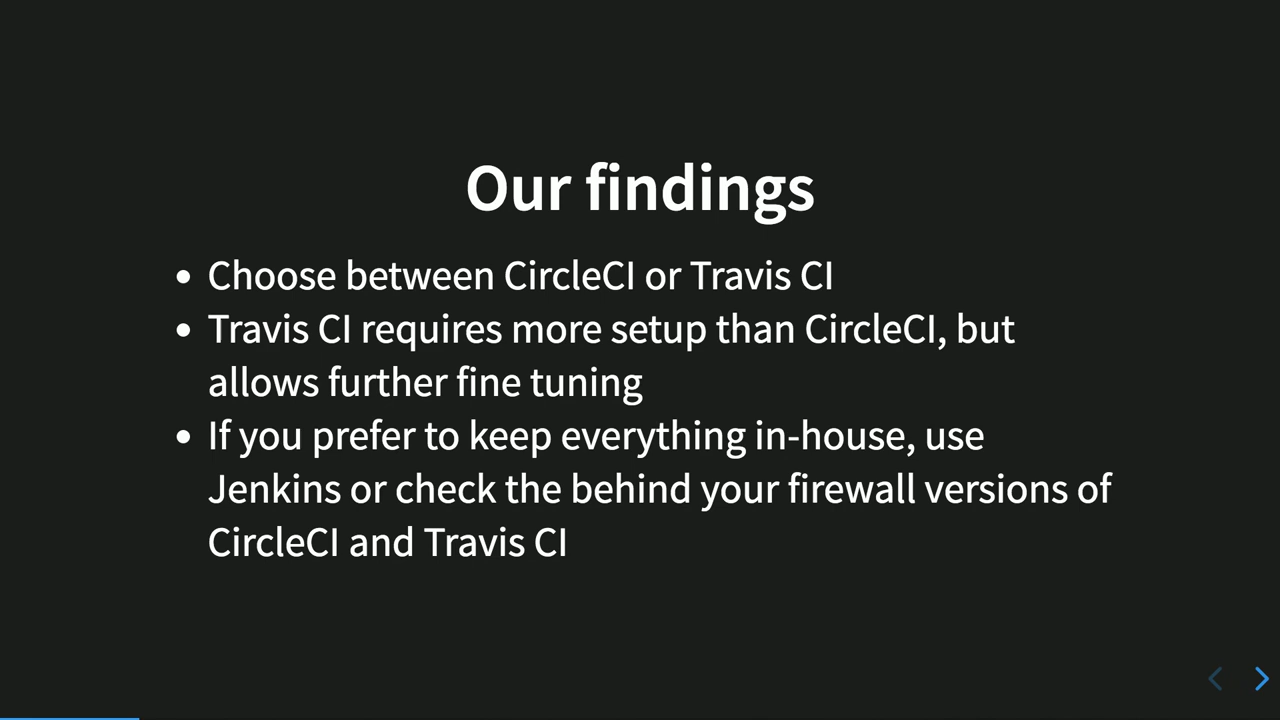 Our findings
• Choose between CircleCI or Travis CI
• Travis CI requires more setup than CircleCI, but
allows further fine tuning
• If you prefer to keep everything in-house, use
Jenkins or check the behind your firewall versions of
CircleCI and Travis CI